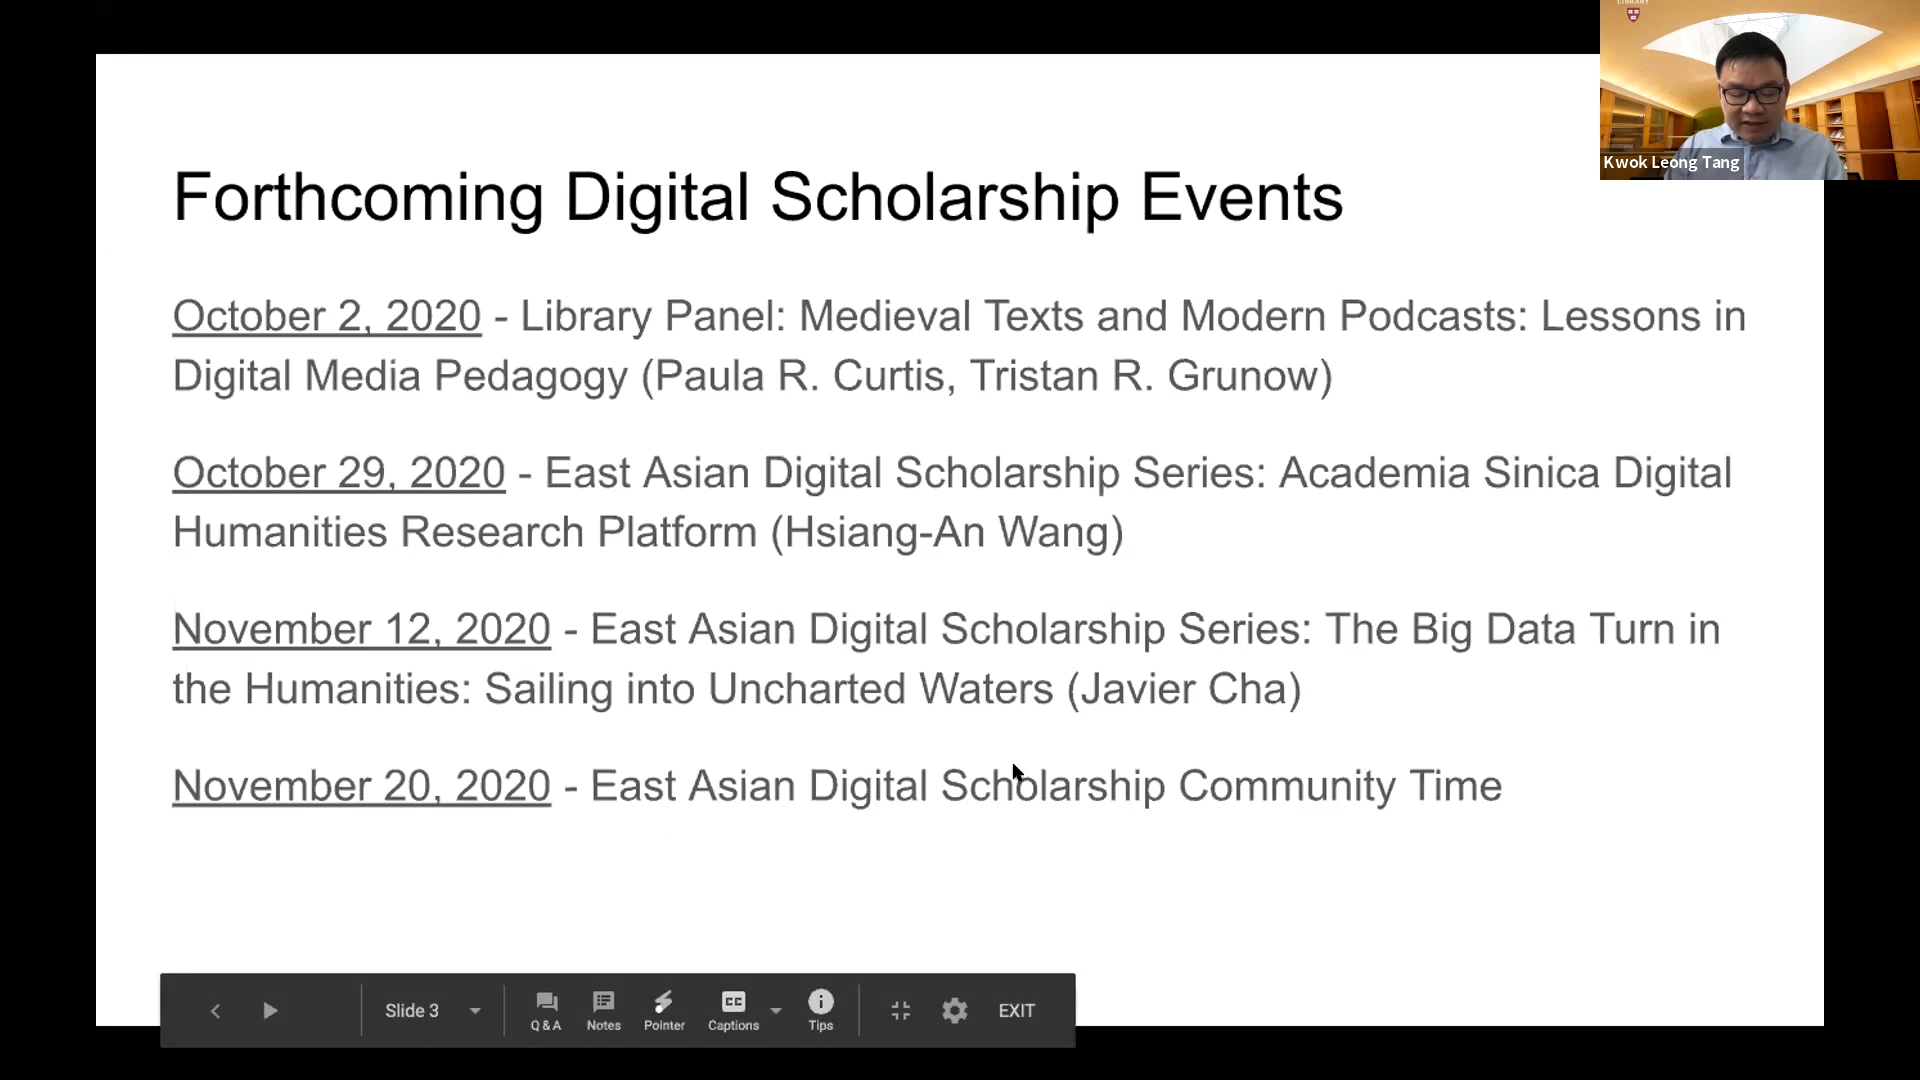 LIBRARY
Kwok Leong Tang
Forthcoming Digital Scholarship Events
October 2, 2020 - Library Panel: Medieval Texts and Modern Podcasts: Lessons in
Digital Media Pedagogy (Paula R. Curtis, Tristan R. Grunow)
October 29, 2020 - East Asian Digital Scholarship Series: Academia Sinica Digital
Humanities Research Platform (Hsiang-An Wang)
November 12, 2020 - East Asian Digital Scholarship Series: The Big Data Turn in
the Humanities: Sailing into Uncharted Waters (Javier Cha)
November 20, 2020 - East Asian Digital Scholarship Community Time
Slide 3
Q & A
Notes
Pointer
CC
Captions
Tips
EXIT